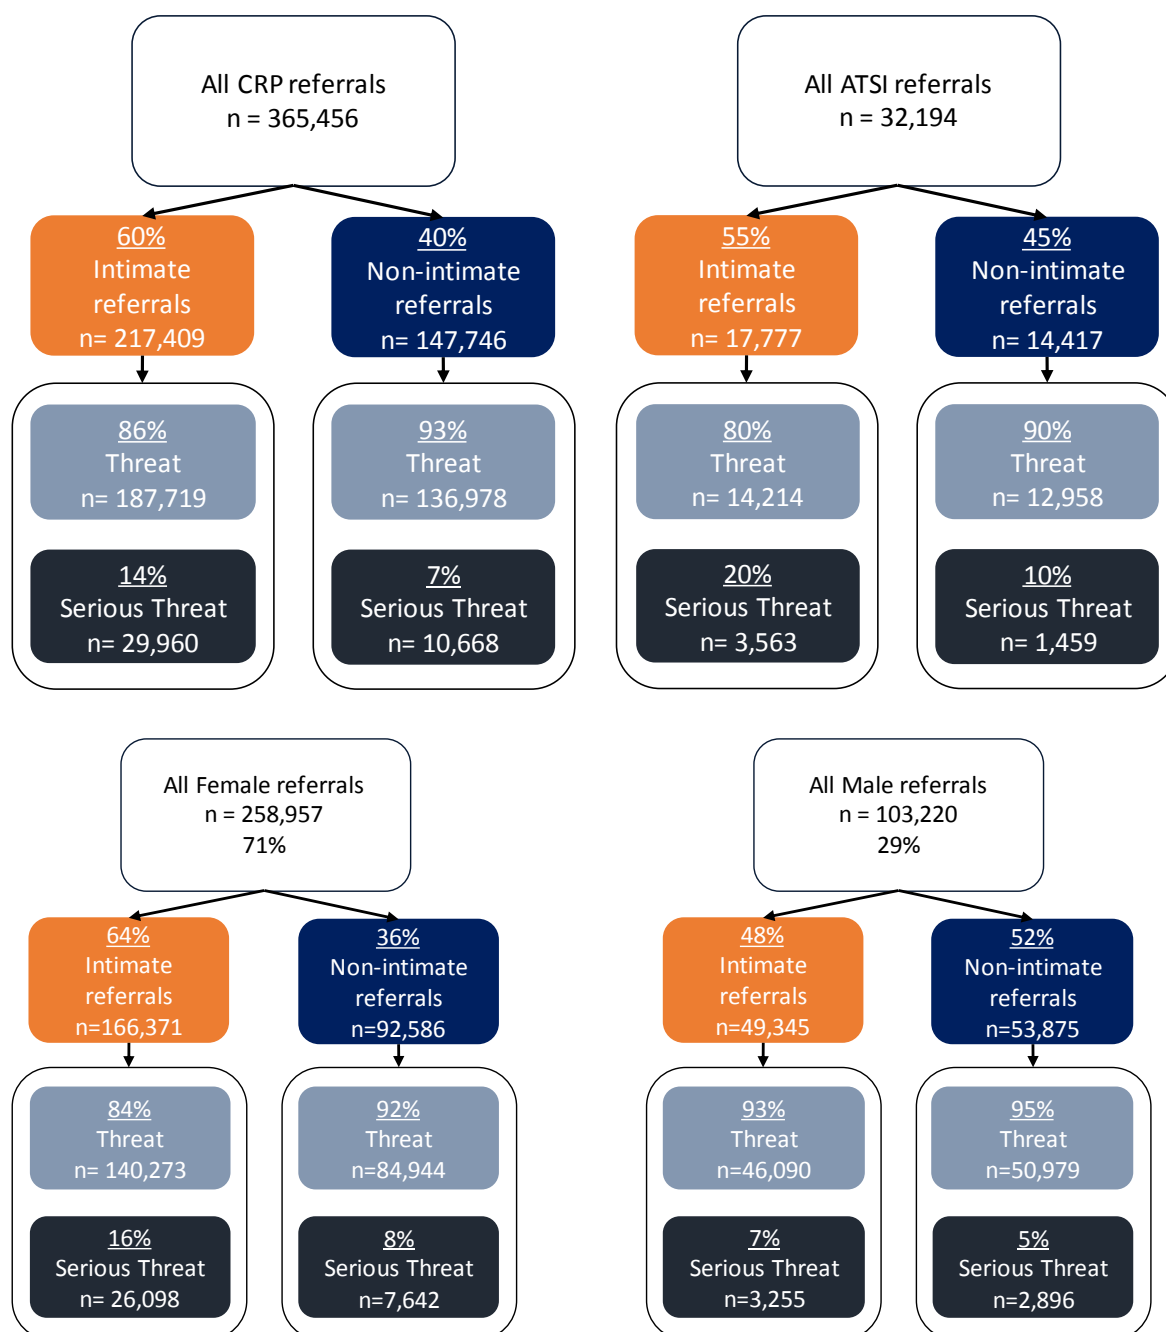 All CRP referrals
n = 365,456
60%
Intimate
referrals
n= 217,409
40%
Non-intimate
referrals
n= 147,746
86%
Threat
n= 187,719
93%
Threat
n= 136,978
14%
Serious Threat
n= 29,960
7%
Serious Threat
n= 10,668
All ATSI referrals
n = 32,194
55%
Intimate
referrals
n= 17,777
45%
Non-intimate
referrals
n= 14,417
80%
Threat
n= 14,214
90%
Threat
n= 12,958
20%
Serious Threat
n= 3,563
10%
Serious Threat
n= 1,459
All Female referrals
n = 258,957
71%
64%
Intimate
referrals
n=166,371
36%
Non-intimate
referrals
n=92,586
84%
Threat
n= 140,273
92%
Threat
n=84,944
16%
Serious Threat
n= 26,098
8%
Serious Threat
n=7,642
All Male referrals
n = 103,220
29%
48%
Intimate
referrals
n=49,345
52%
Non-intimate
referrals
n=53,875
93%
Threat
n=46,090
95%
Threat
n=50,979
7%
Serious Threat
n=3,255
5%
Serious Threat
n=2,896